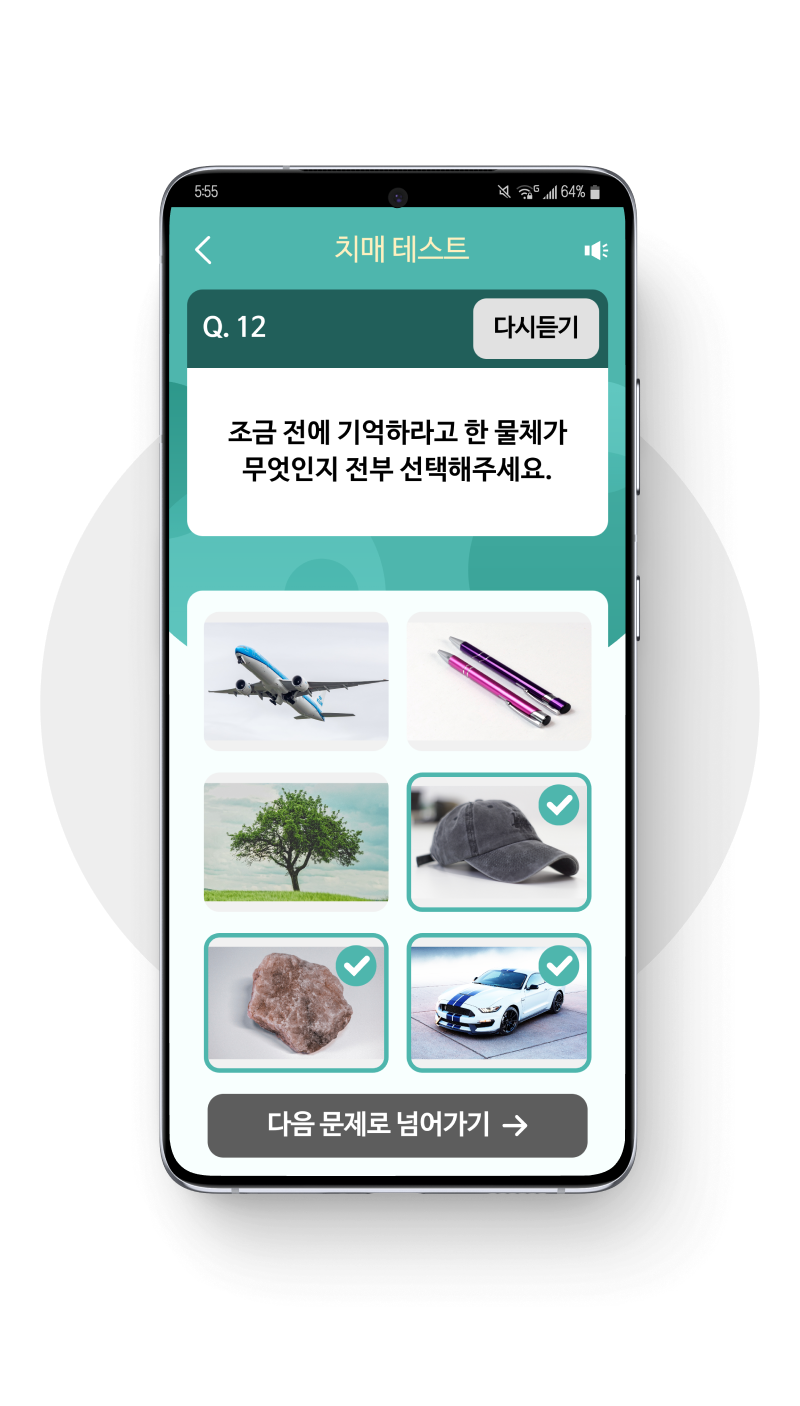 5:55
64%
치매 테스트
Q. 12
다시듣기
조금 전에 기억하라고 한 물체가
무엇인지 전부 선택해주세요.
다음 문제로 넘어가기 →